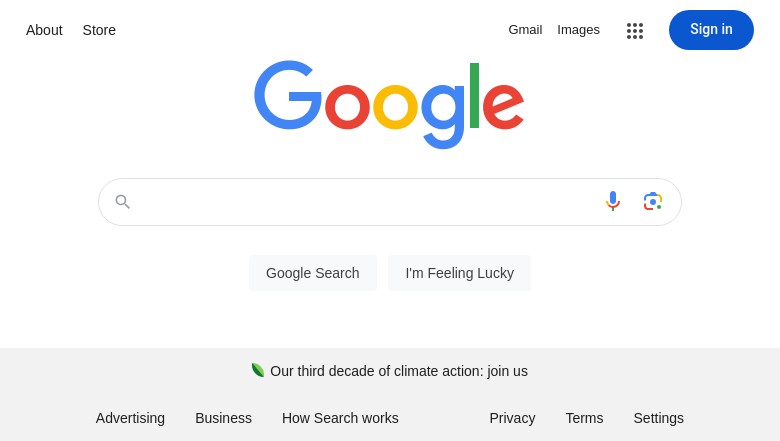 About Store Gmail Images Sign in
Google
Google Search I'm Feeling Lucky
Our third decade of climate action: join us
Advertising Business How Search works Privacy Terms Settings